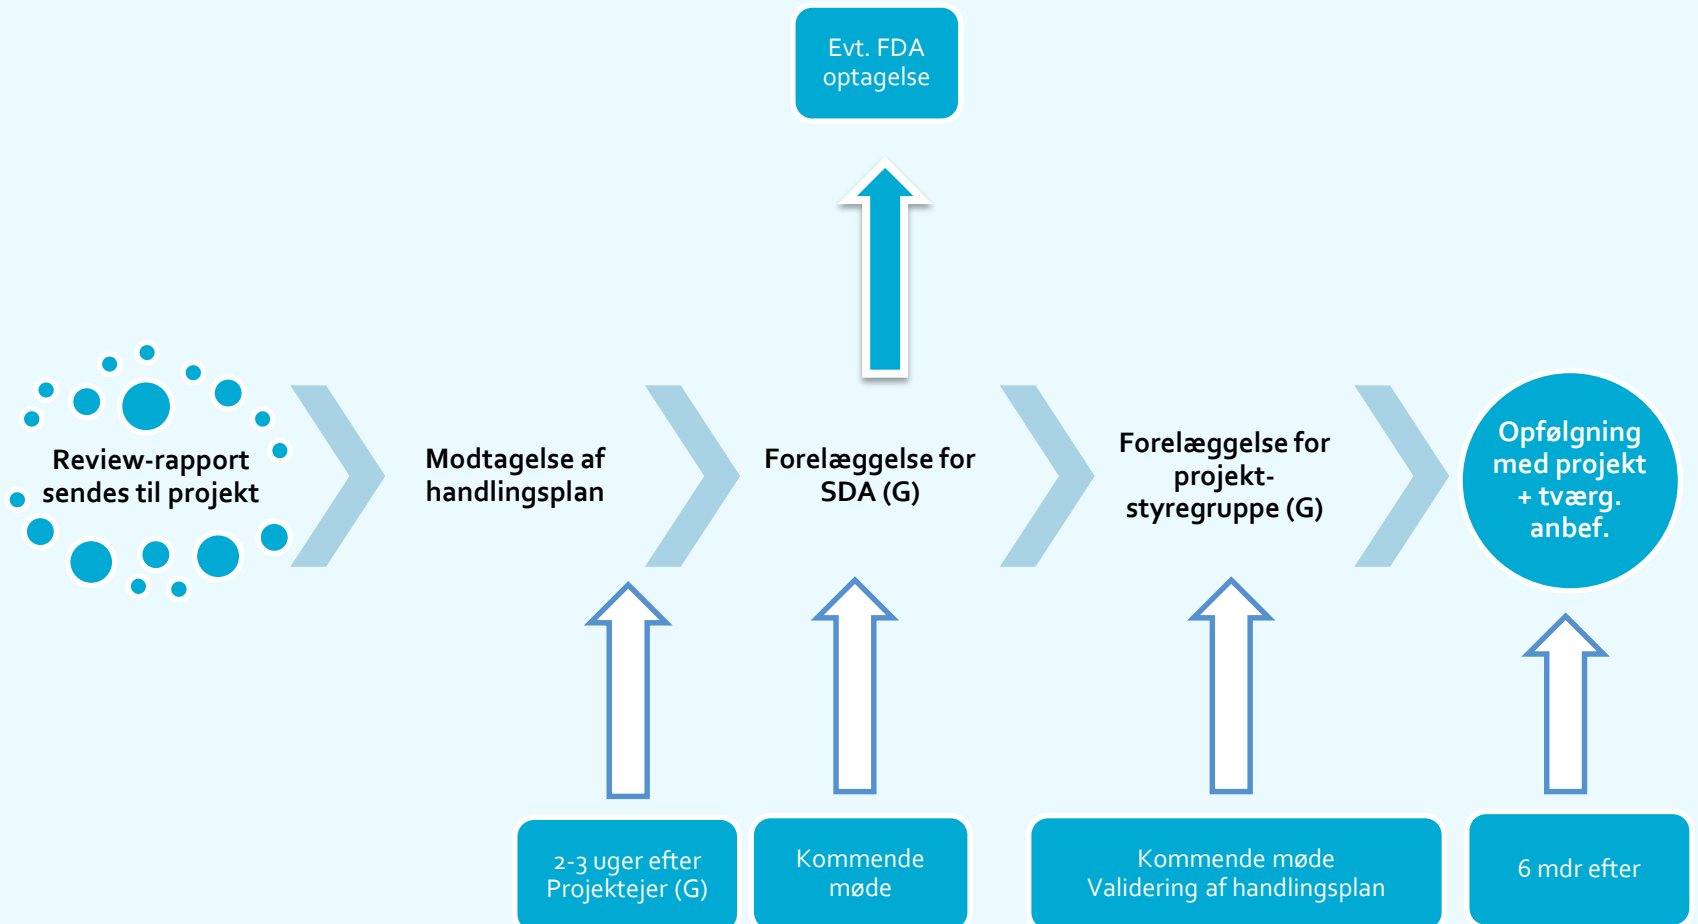 Evt. FDA
optagelse
Review-rapport
sendes til projekt
Modtagelse af
handlingsplan
Forelæggelse for
SDA (G)
Forelæggelse for
projekt-
styregruppe (G)
Opfølgning
med projekt
+ tværg.
anbef.
2-3 uger efter
Projektejer (G)
Kommende
møde
Kommende møde
Validering af handlingsplan
6 mdr efter